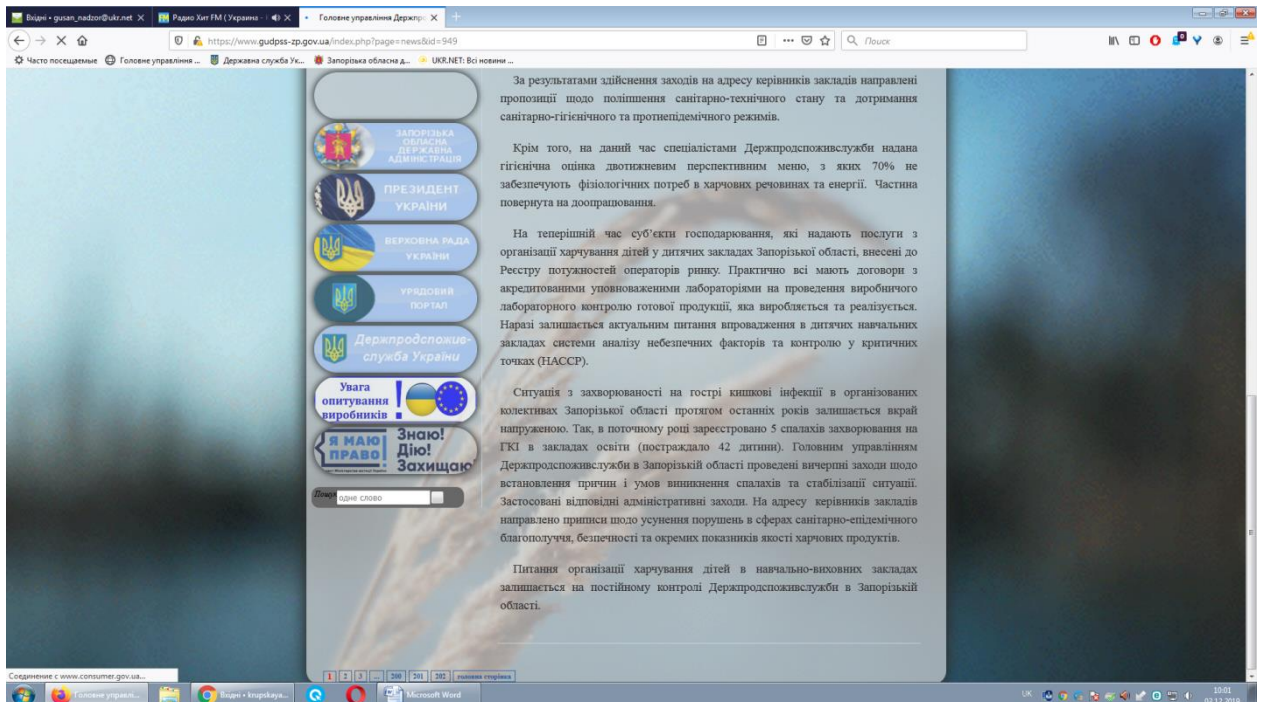 Вхідні • gusan_nadzor@ukr.net
Радио Хит FM ( Украина -
Головне управління Держпро
https://www.gudpss-zp.gov.ua/index.php?page=news&id=949
Поиск
Часто посещаемые
Головне управління ...
Державна служба Ук...
Запорізька обласна д...
UKR.NET: Всі новини ...
ЗАПОРІЗЬКА
ОБЛАСНА
ДЕРЖАВНА
АДМІНІСТРАЦІЯ
ПРЕЗИДЕНТ
УКРАЇНИ
ВЕРХОВНА РАДА
УКРАЇНИ
УРЯДОВИЙ
ПОРТАЛ
Держпродспожив-
служба України
Увага
опитування
виробників
!
Я МАЮ
ПРАВО
Знаю!
Дію!
Захищаю
Пошук
одне слово
За результатами здійснення заходів на адресу керівників закладів направлені
пропозиції щодо поліпшення санітарно-технічного стану та дотримання
санітарно-гігієнічного та протиепідемічного режимів.
Крім того, на даний час спеціалістами Держпродспоживслужби надана
гігієнічна оцінка двотижневим перспективним меню, з яких 70% не
забезпечують фізіологічних потреб в харчових речовинах та енергії. Частина
повернута на доопрацювання.
На теперішній час суб’єкти господарювання, які надають послуги з
організації харчування дітей у дитячих закладах Запорізької області, внесені до
Реєстру потужностей операторів ринку. Практично всі мають договори з
акредитованими уповноваженими лабораторіями на проведення виробничого
лабораторного контролю готової продукції, яка виробляється та реалізується.
Наразі залишається актуальним питання впровадження в дитячих навчальних
закладах системи аналізу небезпечних факторів та контролю у критичних
точках (НАССР).
Ситуація з захворюваності на гострі кишкові інфекції в організованих
колективах Запорізької області протягом останніх років залишається вкрай
напруженою. Так, в поточному році зареєстровано 5 спалахів захворювання на
ГКІ в закладах освіти (постраждало 42 дитини). Головним управлінням
Держпродспоживслужби в Запорізькій області проведені вичерпні заходи щодо
встановлення причин і умов виникнення спалахів та стабілізації ситуації.
Застосовані відповідні адміністративні заходи. На адресу керівників закладів
направлено приписи щодо усунення порушень в сферах санітарно-епідемічного
благополуччя, безпечності та окремих показників якості харчових продуктів.
Питання організації харчування дітей в навчально-виховних закладах
залишається на постійному контролі Держпродспоживслужби в Запорізькій
області.
1 2 3 ... 200 201 202 головна сторінка
Соединение с www.consumer.gov.ua...
Головне управлі...
Вхідні • krupskaya...
Microsoft Word
UK
10:01
02.12.2019